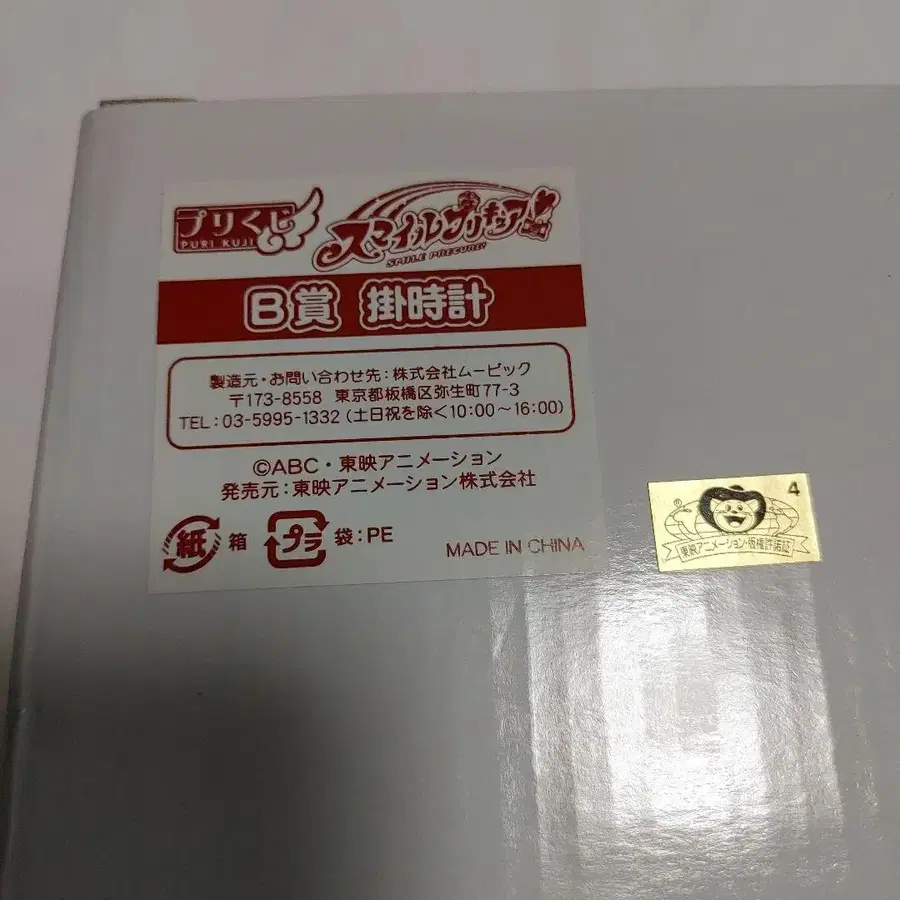 プリくじ
PURI KUJI
スマイルプリキュア!
SMILE PRECURE!
B賞 掛時計
製造元・お問い合わせ先：株式会社ムービック
〒173-8558 東京都板橋区弥生町77-3
TEL：03-5995-1332（土日祝を除く10:00～16:00）
©ABC・東映アニメーション
発売元：東映アニメーション株式会社
紙 箱 プラ 袋：PE
MADE IN CHINA
® 4
東映アニメーション・版権許諾証